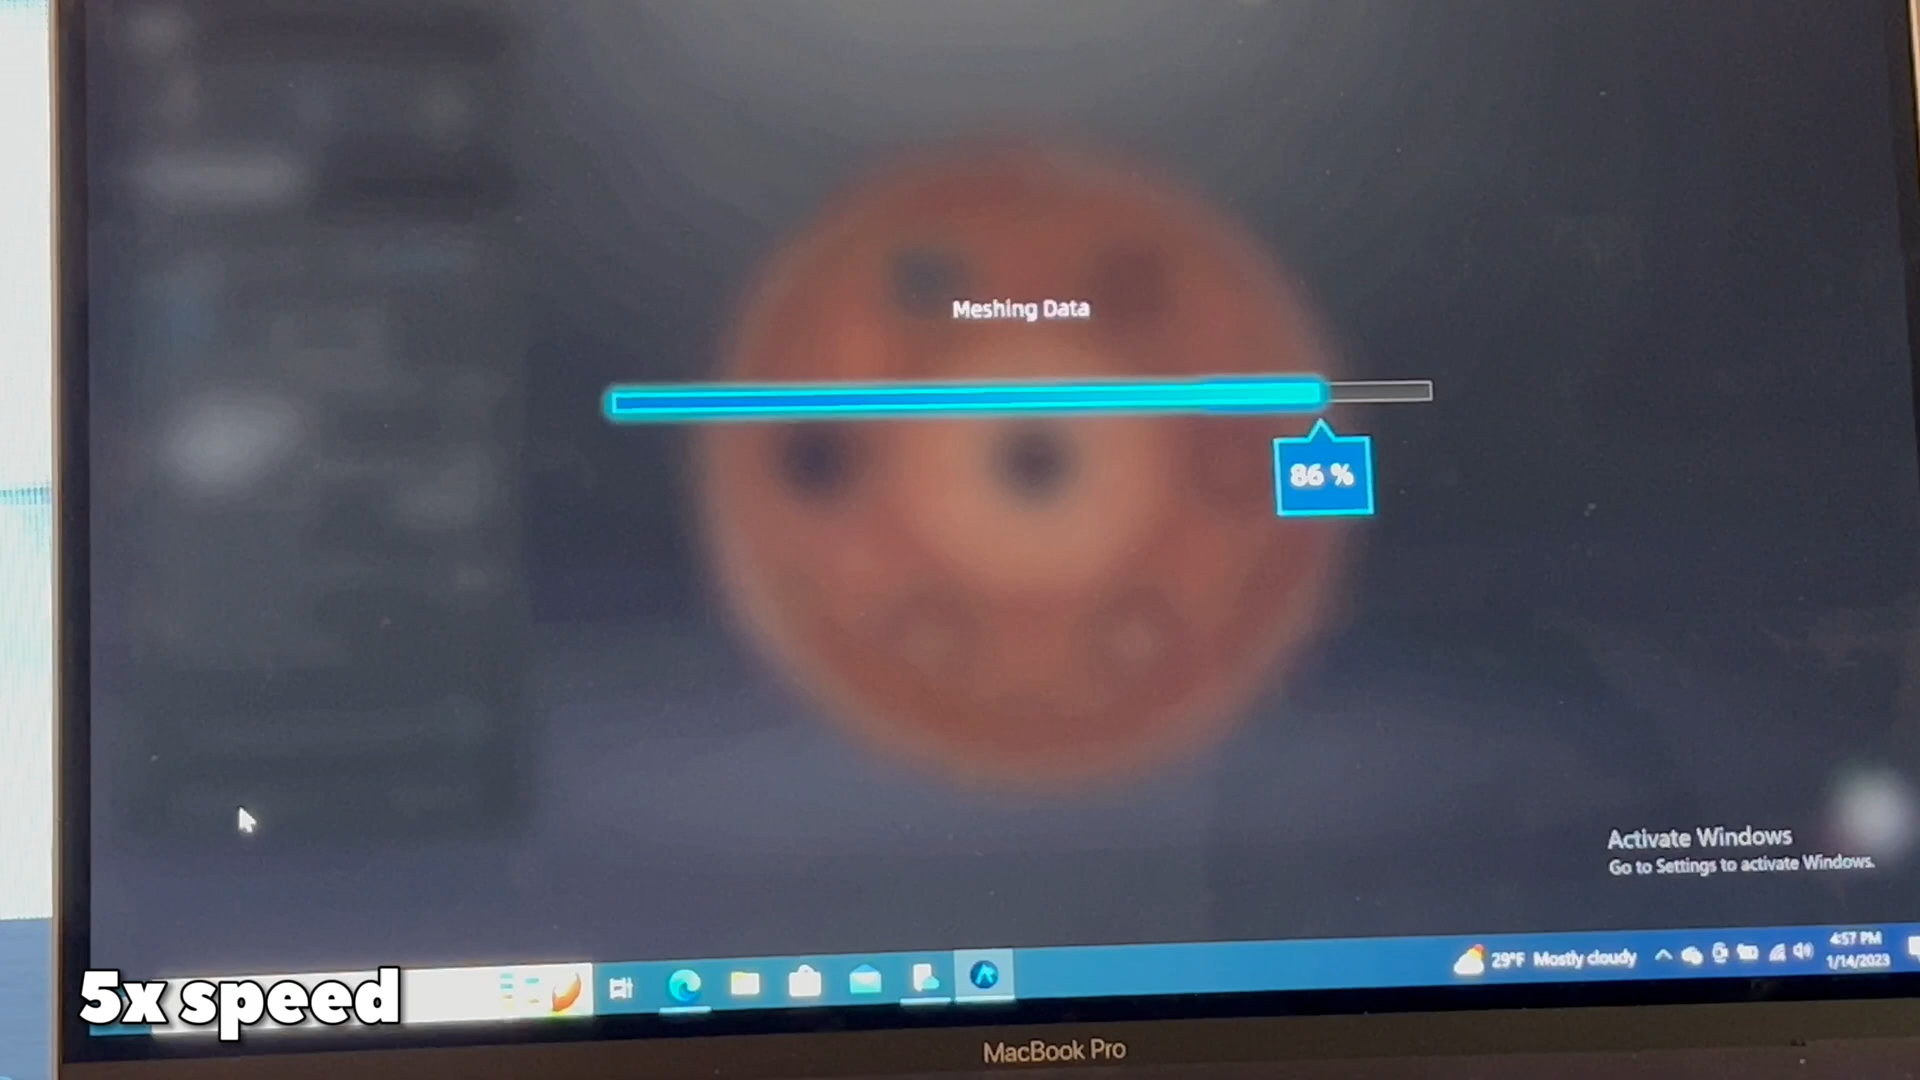 Meshing Data
86 %
Activate Windows
Go to Settings to activate Windows.
29°F Mostly cloudy
4:57 PM
1/14/2023
5x speed
MacBook Pro